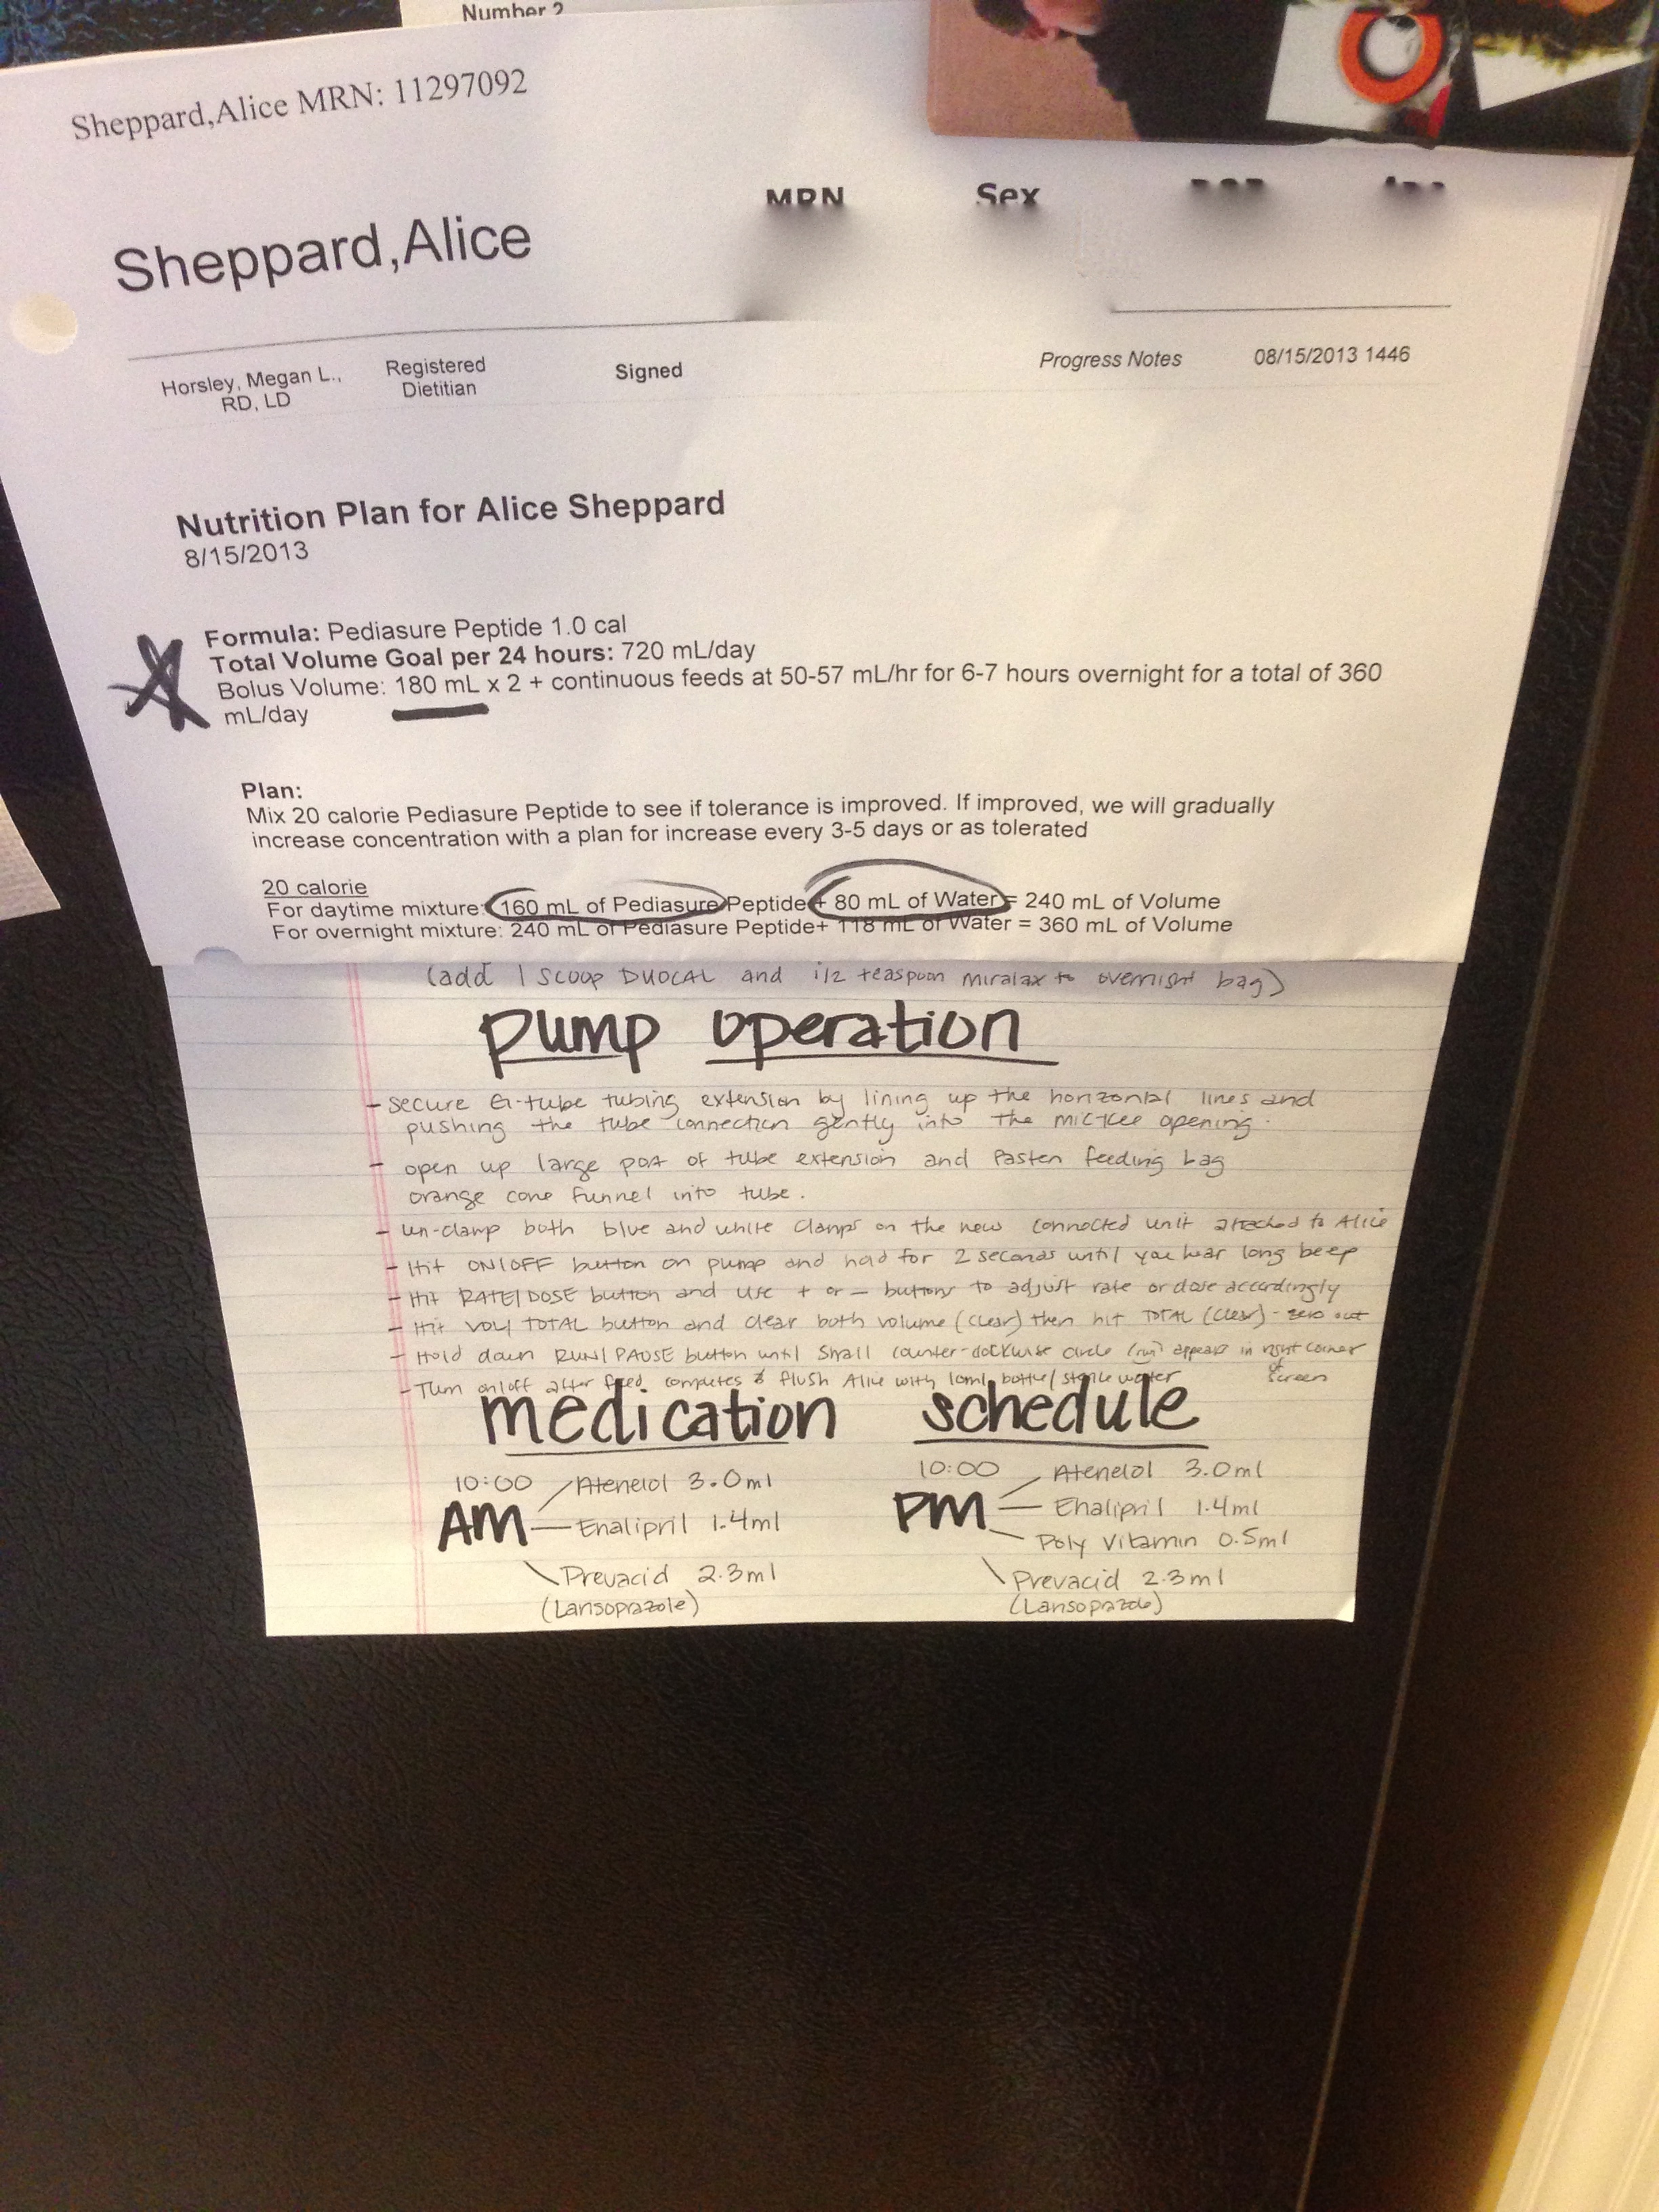 Number 2
Sheppard,Alice MRN: 11297092
MRN Sex
Sheppard,Alice
Horsley, Megan L., RD, LD Registered Dietitian Signed Progress Notes 08/15/2013 1446
Nutrition Plan for Alice Sheppard
8/15/2013
Formula: Pediasure Peptide 1.0 cal
Total Volume Goal per 24 hours: 720 mL/day
Bolus Volume: 180 mL x 2 + continuous feeds at 50-57 mL/hr for 6-7 hours overnight for a total of 360
mL/day
Plan:
Mix 20 calorie Pediasure Peptide to see if tolerance is improved. If improved, we will gradually
increase concentration with a plan for increase every 3-5 days or as tolerated
20 calorie
For daytime mixture: 160 mL of Pediasure Peptide + 80 mL of Water = 240 mL of Volume
For overnight mixture: 240 mL of Pediasure Peptide+ 118 mL of Water = 360 mL of Volume
(add 1 scoop DUOCAL and 1/2 teaspoon miralax to overnight bag)
pump operation
- secure G-tube tubing extension by lining up the horizontal lines and
pushing the tube connection gently into the mickee opening.
- open up large port of tube extension and fasten feeding bag
orange cone funnel into tube.
- un-clamp both blue and white clamps on the new connected unit attached to Alice
- Hit ON/OFF button on pump and hold for 2 seconds until you hear long beep
- Hit RATE/DOSE button and use + or - buttons to adjust rate or dose accordingly
- Hit VOL/TOTAL button and clear both volume (clear) then hit TOTAL (clear) - zero out
- Hold down RUN/PAUSE button until small counter-clockwise circle (run) appears in right corner of screen
- Turn on/off after feed completes & flush Alice with 10ml bottle/sterile water
medication schedule
10:00 AM
Atenelol 3.0ml
Enalipril 1.4ml
Prevacid 2.3ml
(Lansoprazole)
10:00 PM
Atenelol 3.0ml
Enalipril 1.4ml
Poly Vitamin 0.5ml
Prevacid 2.3ml
(Lansoprazole)